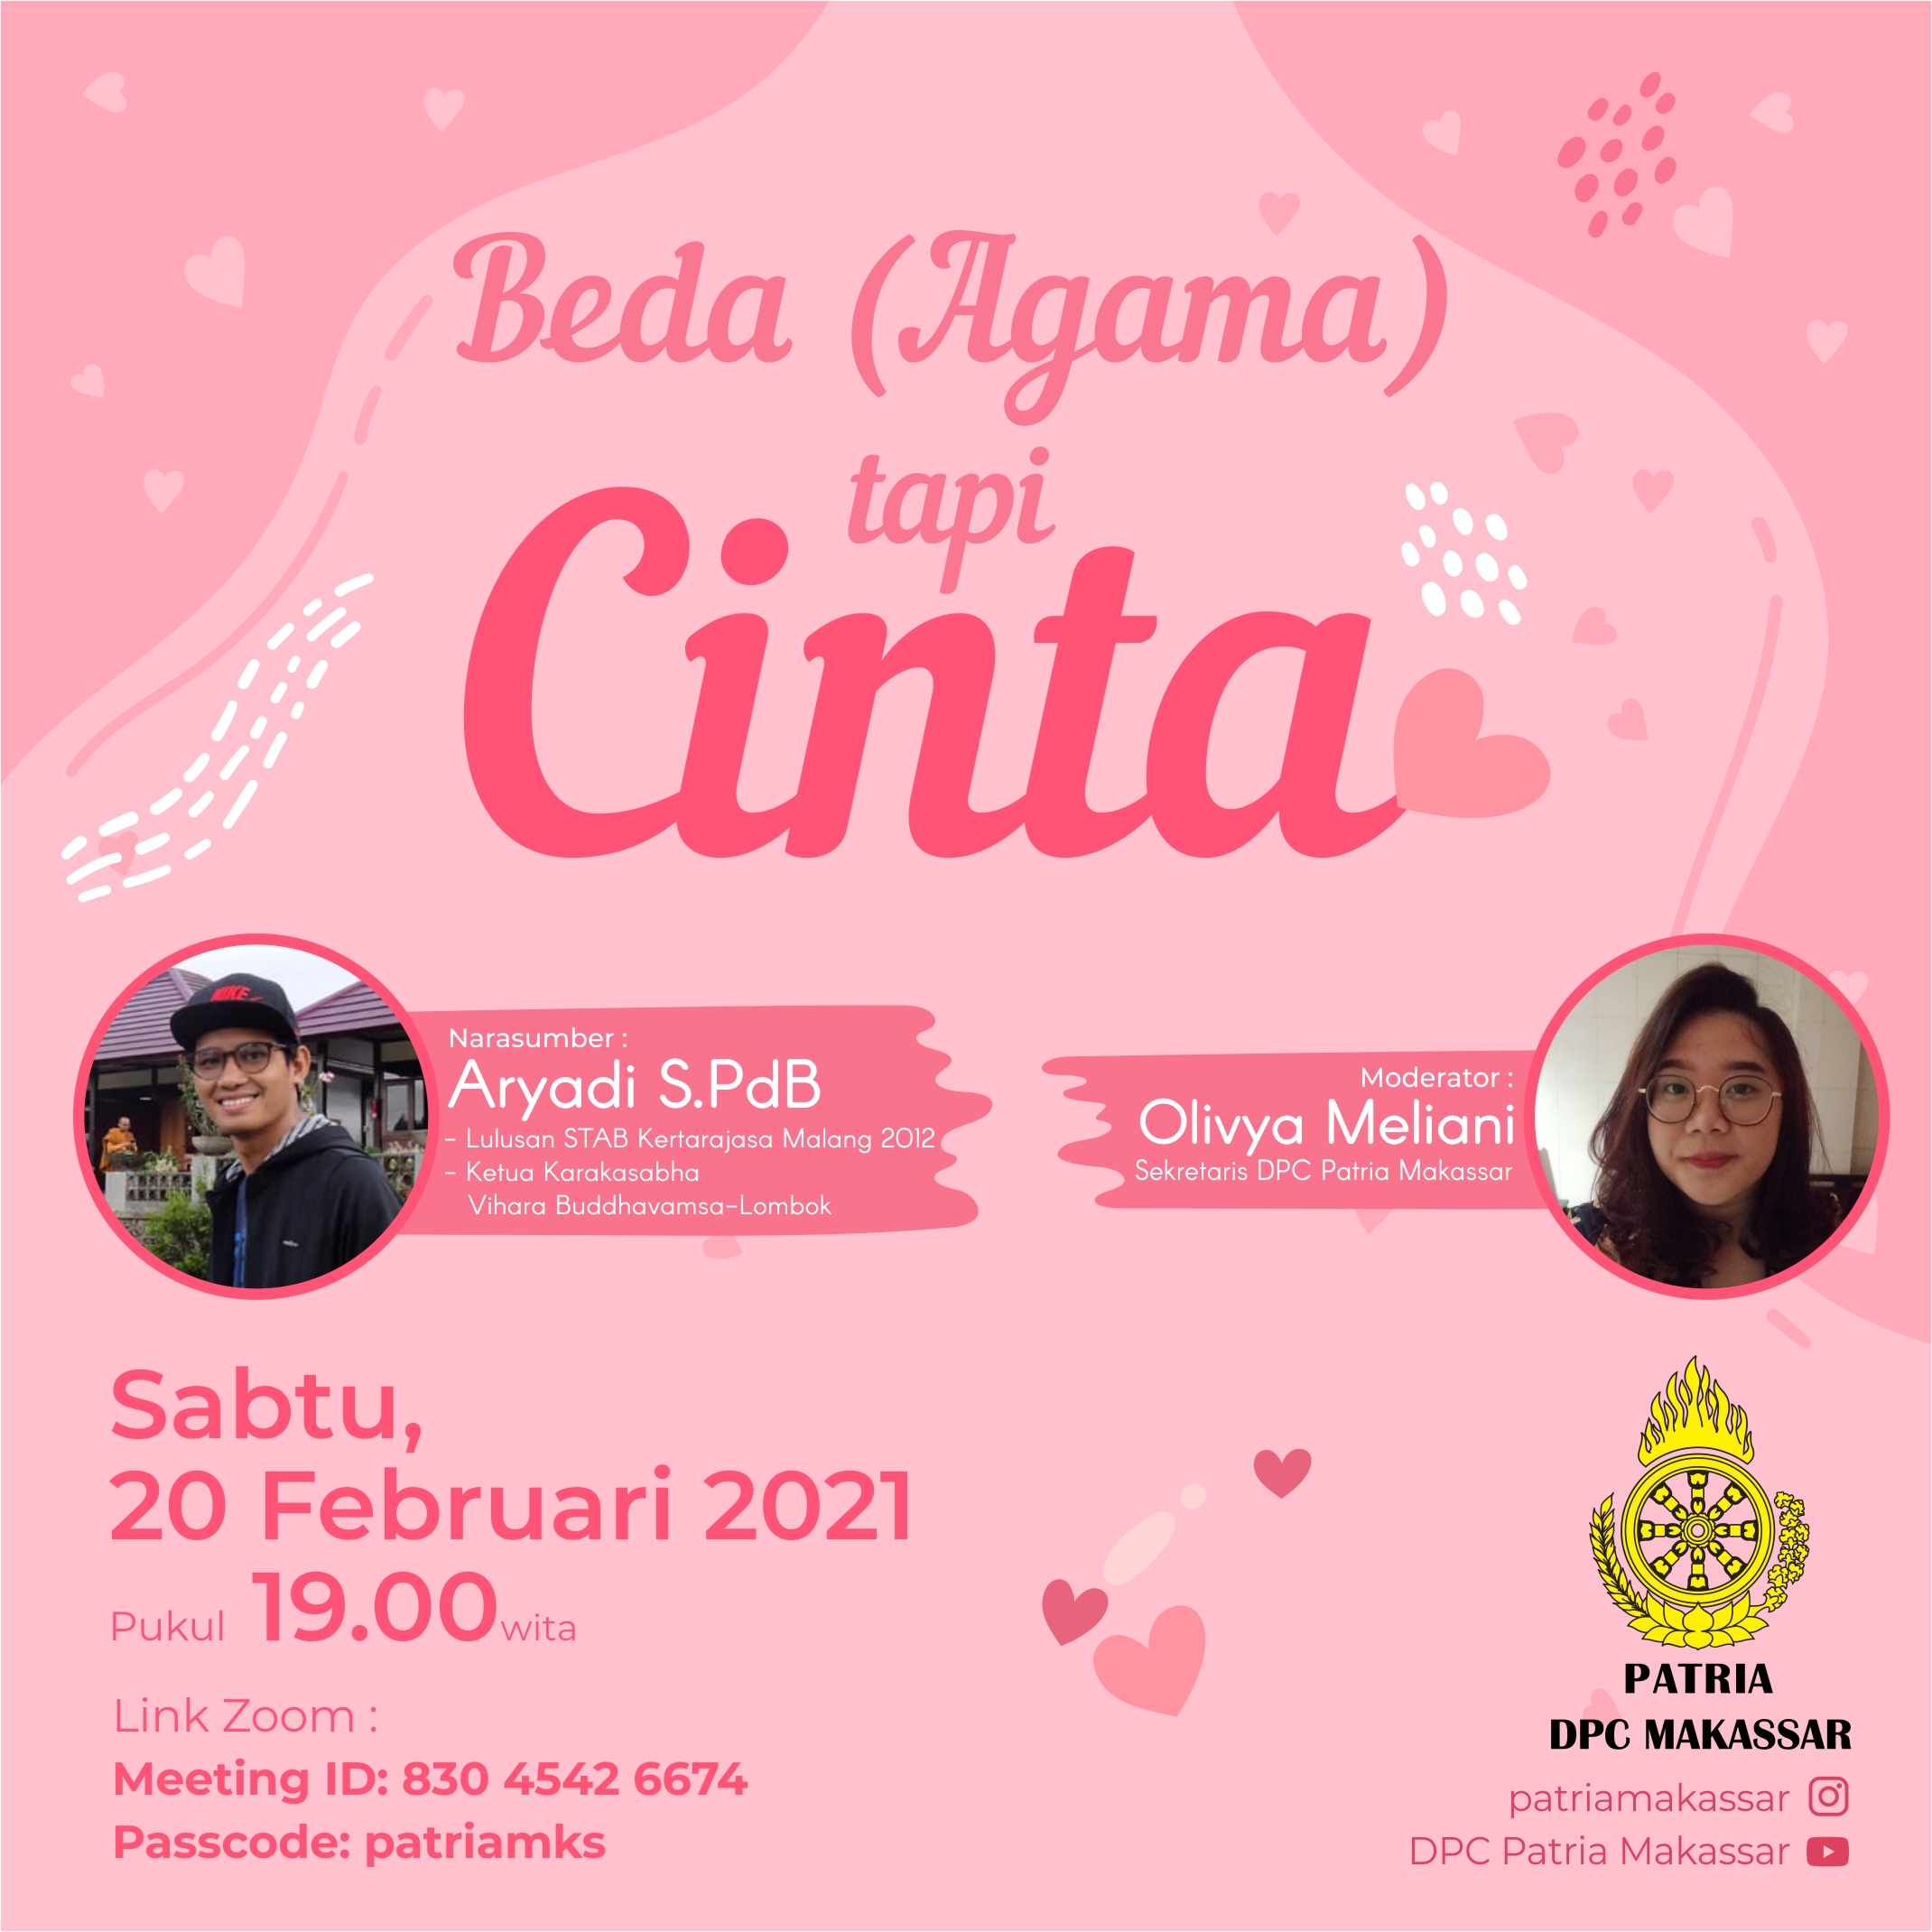 Beda (Agama)
tapi
Cinta
NIKE
Narasumber :
Aryadi S.PdB
- Lulusan STAB Kertarajasa Malang 2012
- Ketua Karakasabha
Vihara Buddhavamsa-Lombok
Moderator :
Olivya Meliani
Sekretaris DPC Patria Makassar
Sabtu,
20 Februari 2021
Pukul 19.00 wita
Link Zoom :
Meeting ID: 830 4542 6674
Passcode: patriamks
PATRIA
DPC MAKASSAR
patriamakassar
DPC Patria Makassar